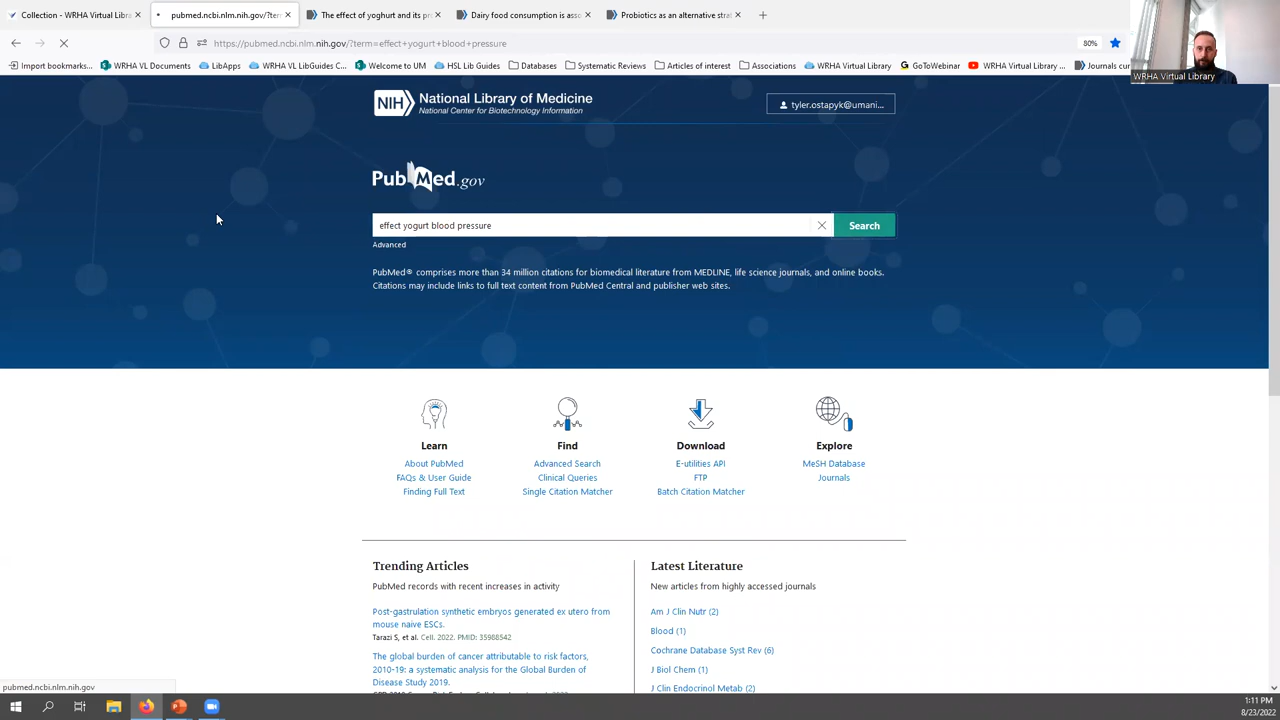 Collection - WRHA Virtual Libra
pubmed.ncbi.nlm.nih.gov/?term
The effect of yoghurt and its pr
Dairy food consumption is asso
Probiotics as an alternative strat
https://pubmed.ncbi.nlm.nih.gov/?term=effect+yogurt+blood+pressure
80%
Import bookmarks...
WRHA VL Documents
LibApps
WRHA VL LibGuides C...
Welcome to UM
HSL Lib Guides
Databases
Systematic Reviews
Articles of interest
Associations
WRHA Virtual Library
GoToWebinar
WRHA Virtual Library ...
Journals cur
WRHA Virtual Library
NIH National Library of Medicine
National Center for Biotechnology Information
tyler.ostapyk@umani...
PubMed.gov
effect yogurt blood pressure
Search
Advanced
PubMed® comprises more than 34 million citations for biomedical literature from MEDLINE, life science journals, and online books.
Citations may include links to full text content from PubMed Central and publisher web sites.
Learn
Find
Download
Explore
About PubMed
Advanced Search
E-utilities API
MeSH Database
FAQs & User Guide
Clinical Queries
FTP
Journals
Finding Full Text
Single Citation Matcher
Batch Citation Matcher
Trending Articles
PubMed records with recent increases in activity
Post-gastrulation synthetic embryos generated ex utero from
mouse naive ESCs.
Tarazi S, et al. Cell. 2022. PMID: 35988542
The global burden of cancer attributable to risk factors,
2010-19: a systematic analysis for the Global Burden of
Disease Study 2019.
Latest Literature
New articles from highly accessed journals
Am J Clin Nutr (2)
Blood (1)
Cochrane Database Syst Rev (6)
J Biol Chem (1)
J Clin Endocrinol Metab (2)
pubmed.ncbi.nlm.nih.gov
1:11 PM
8/23/2022